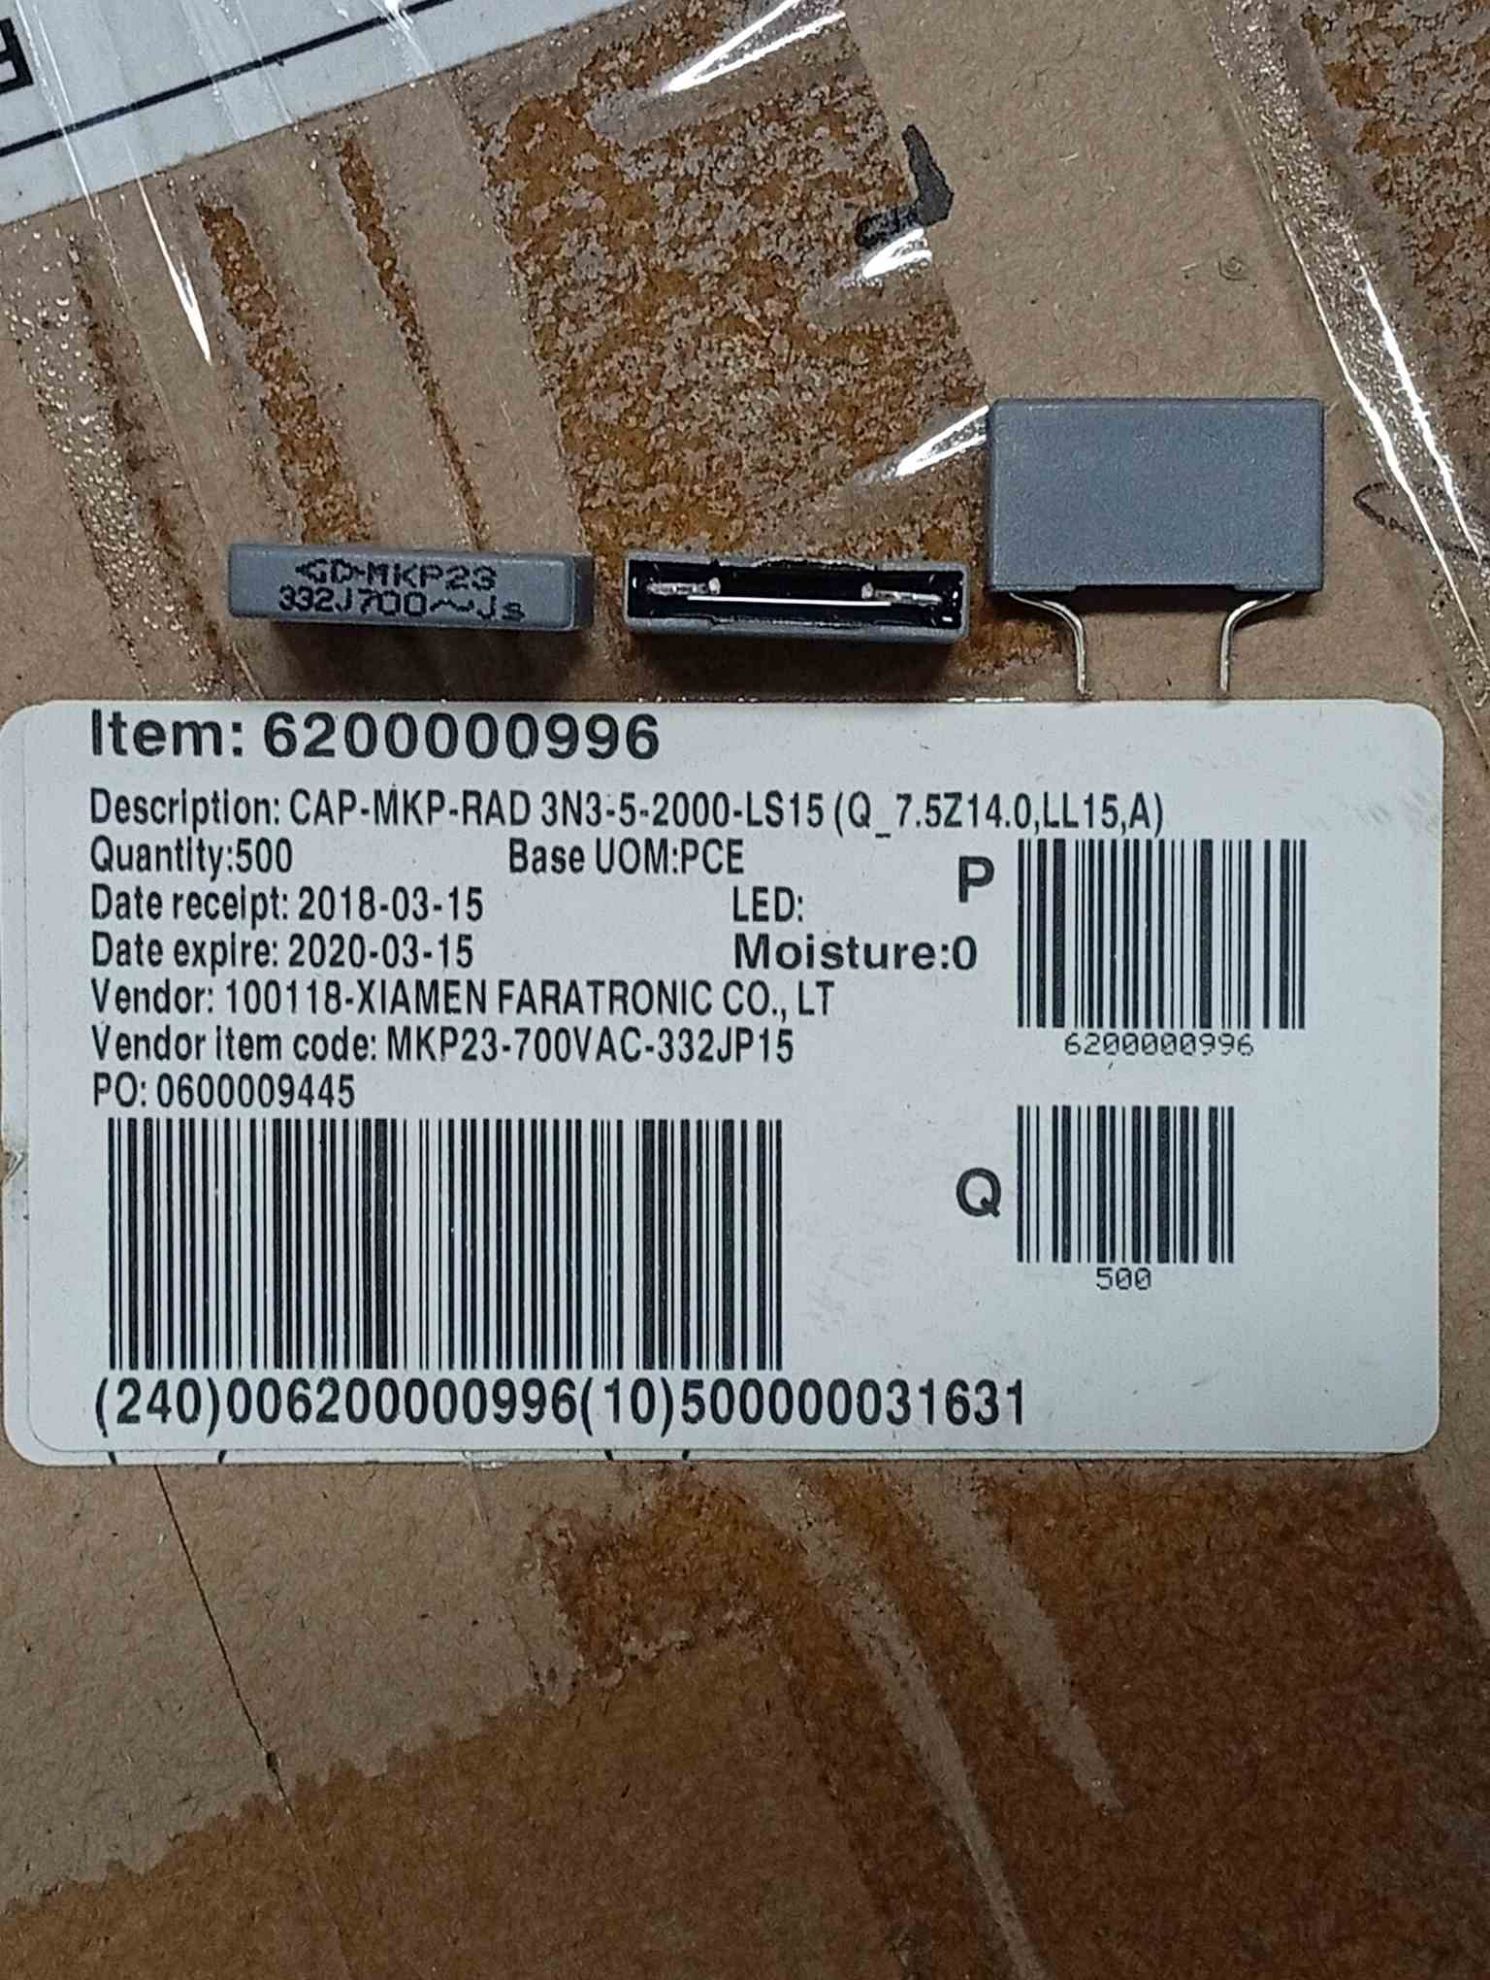 MKP23
332J700~Js
Item: 6200000996
Description: CAP-MKP-RAD 3N3-5-2000-LS15 (Q_7.5Z14.0,LL15,A)
Quantity:500 Base UOM:PCE
Date receipt: 2018-03-15 LED:
Date expire: 2020-03-15 Moisture:0
Vendor: 100118-XIAMEN FARATRONIC CO., LT
Vendor item code: MKP23-700VAC-332JP15
PO: 0600009445
P
6200000996
Q
500
(240)006200000996(10)500000031631